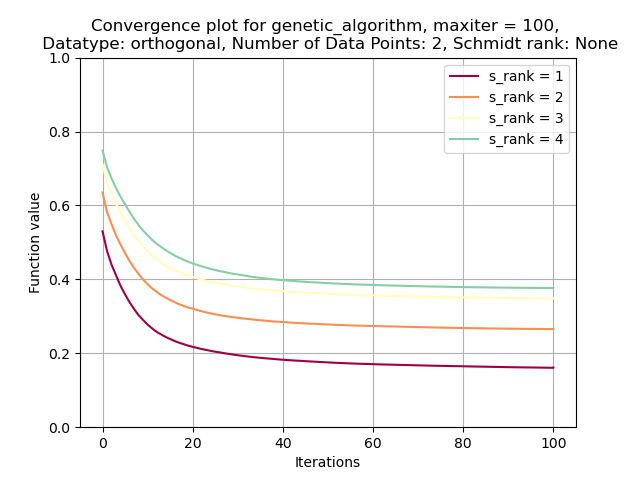 Convergence plot for genetic_algorithm, maxiter = 100,
Datatype: orthogonal, Number of Data Points: 2, Schmidt rank: None
1.0
0.8
0.6
0.4
0.2
0.0
Function value
s_rank = 1
s_rank = 2
s_rank = 3
s_rank = 4
0 20 40 60 80 100
Iterations